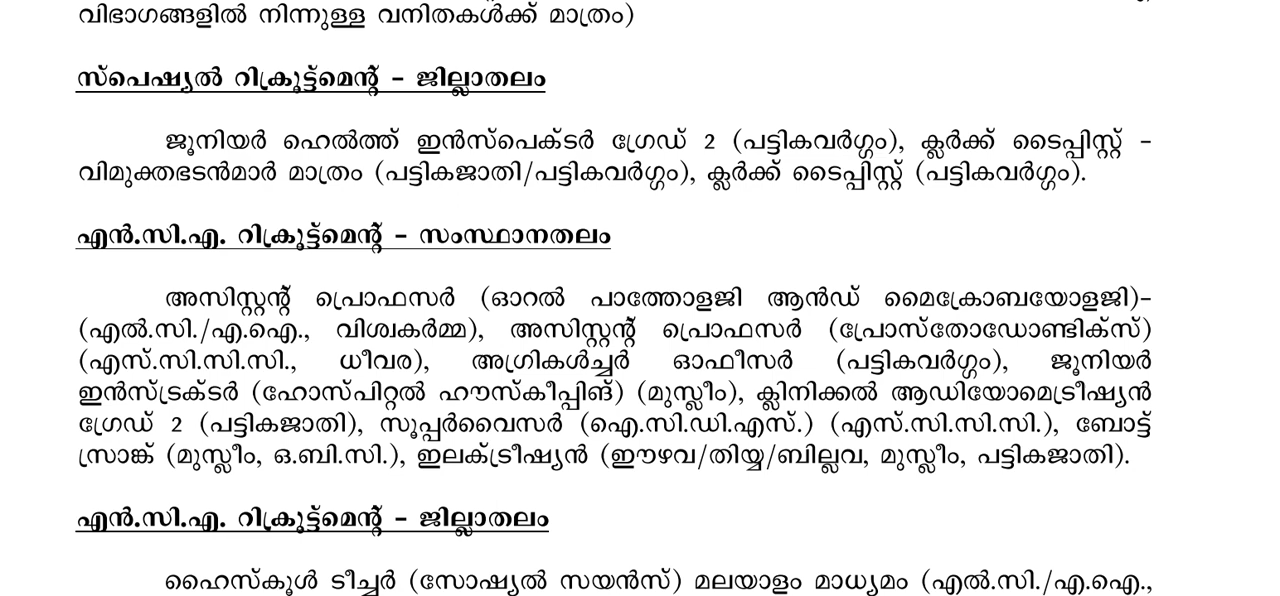 വിഭാഗങ്ങളിൽ നിന്നുള്ള വനിതകൾക്ക് മാത്രം)
സ്പെഷ്യൽ റിക്രൂട്ട്മെന്റ് – ജില്ലാതലം
ജൂനിയർ ഹെൽത്ത് ഇൻസ്പെക്ടർ ഗ്രേഡ് 2 (പട്ടികവർഗ്ഗം), ക്ലർക്ക് ടൈപ്പിസ്റ്റ് –
വിമുക്തഭടൻമാർ മാത്രം (പട്ടികജാതി/പട്ടികവർഗ്ഗം), ക്ലർക്ക് ടൈപ്പിസ്റ്റ് (പട്ടികവർഗ്ഗം).
എൻ.സി.എ. റിക്രൂട്ട്മെന്റ് – സംസ്ഥാനതലം
അസിസ്റ്റന്റ് പ്രൊഫസർ (ഓറൽ പാത്തോളജി ആൻഡ് മൈക്രോബയോളജി)–
(എൽ.സി./എ.ഐ., വിശ്വകർമ്മ), അസിസ്റ്റന്റ് പ്രൊഫസർ (പ്രോസ്തോഡോണ്ടിക്സ്)
(എസ്.സി.സി.സി., ധീവര), അഗ്രികൾച്ചർ ഓഫീസർ (പട്ടികവർഗ്ഗം), ജൂനിയർ
ഇൻസ്ട്രക്ടർ (ഹോസ്പിറ്റൽ ഹൗസ്കീപ്പിങ്) (മുസ്ലീം), ക്ലിനിക്കൽ ആഡിയോമെട്രീഷ്യൻ
ഗ്രേഡ് 2 (പട്ടികജാതി), സൂപ്പർവൈസർ (ഐ.സി.ഡി.എസ്.) (എസ്.സി.സി.സി.), ബോട്ട്
സ്രാങ്ക് (മുസ്ലീം, ഒ.ബി.സി.), ഇലക്ട്രീഷ്യൻ (ഈഴവ/തിയ്യ/ബില്ലവ, മുസ്ലീം, പട്ടികജാതി).
എൻ.സി.എ. റിക്രൂട്ട്മെന്റ് – ജില്ലാതലം
ഹൈസ്കൂൾ ടീച്ചർ (സോഷ്യൽ സയൻസ്) മലയാളം മാധ്യമം (എൽ.സി./എ.ഐ.,